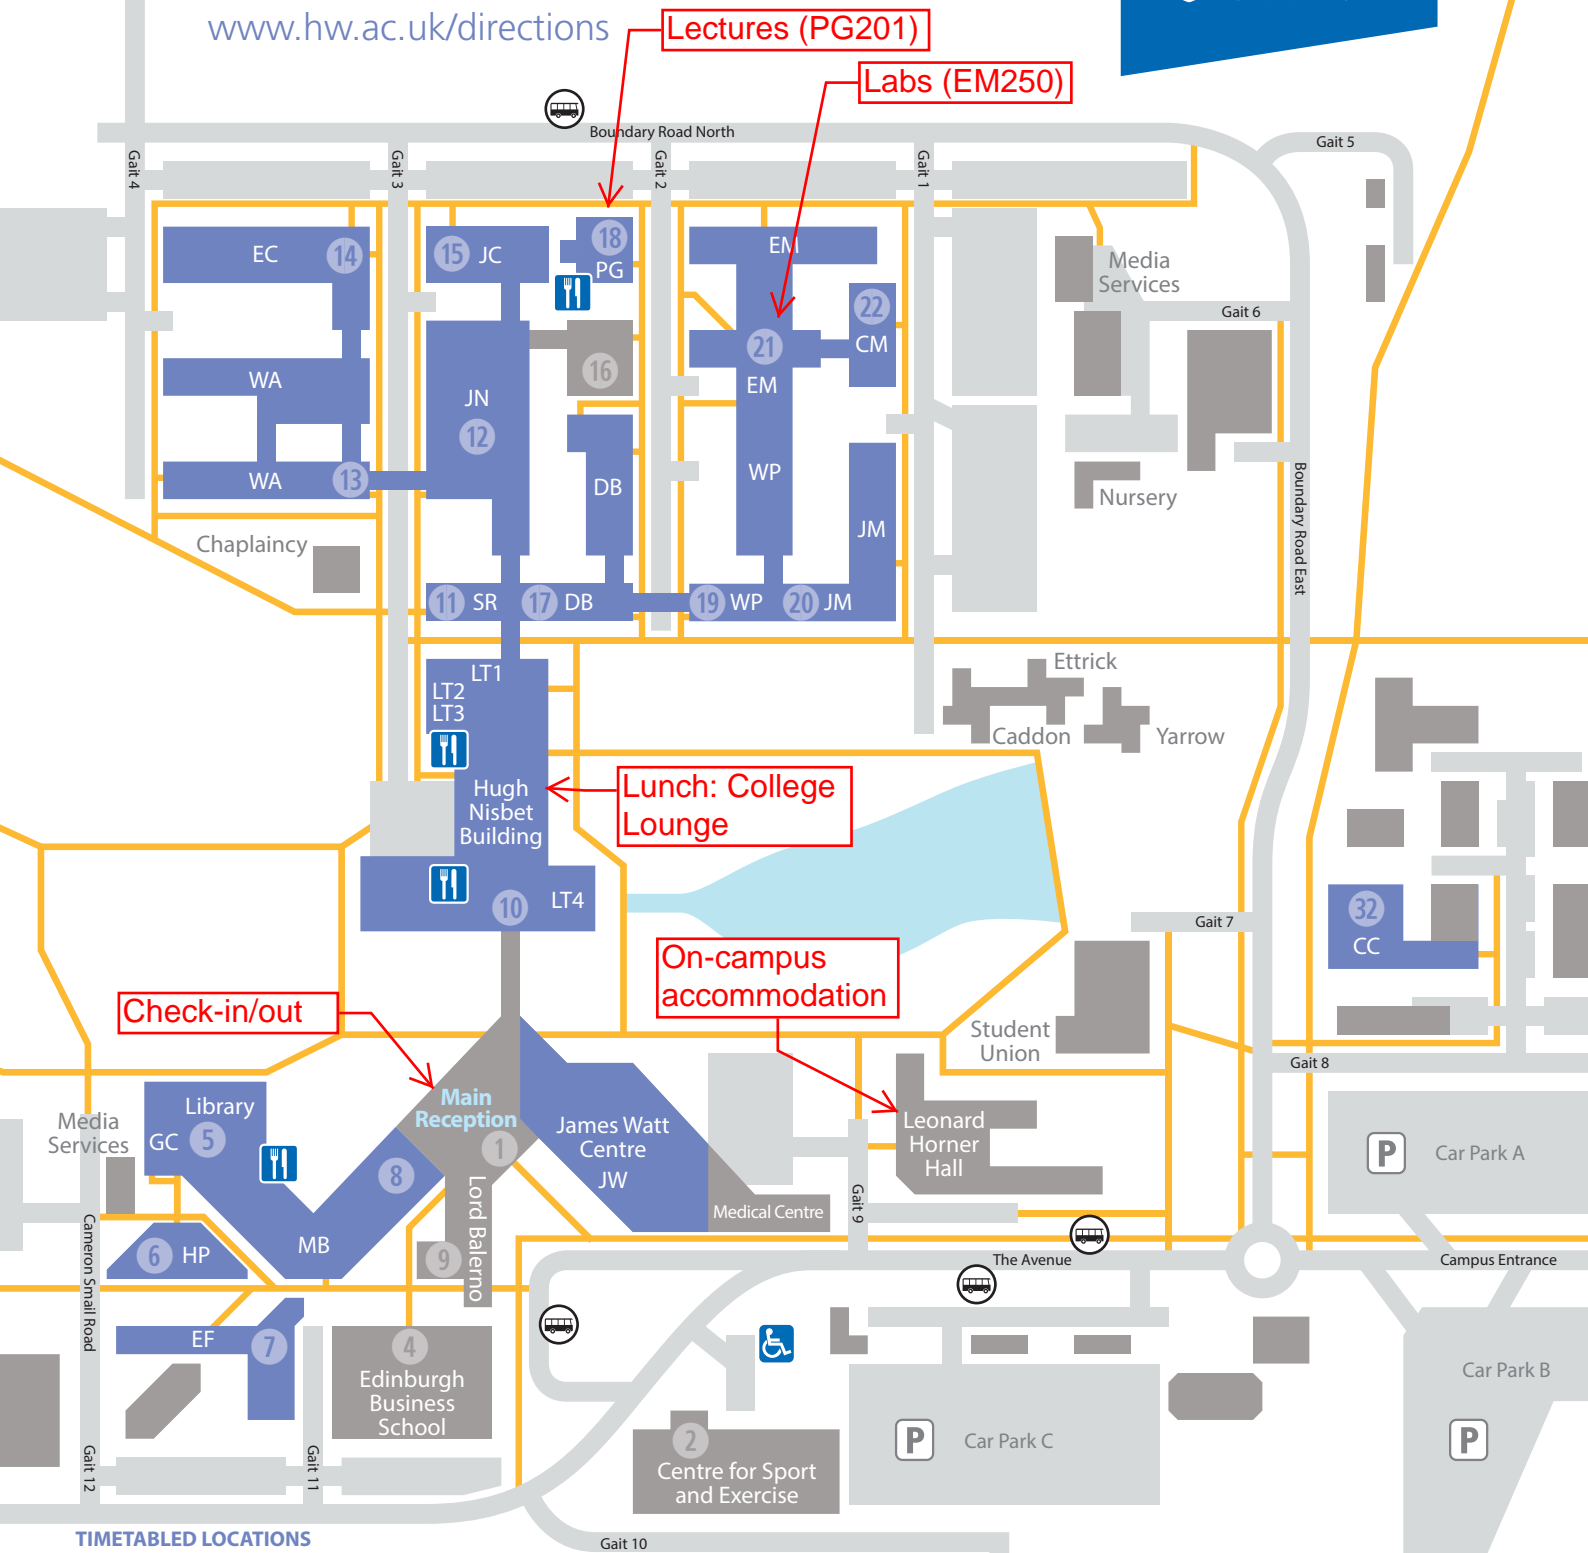 www.hw.ac.uk/directions
Lectures (PG201)
Labs (EM250)
Boundary Road North
Gait 5
Gait 4
Gait 3
Gait 2
Gait 1
EC
14
15
JC
18
PG
EM
22
CM
Media
Services
Gait 6
21
EM
16
WA
JN
12
WP
WA
13
DB
JM
Nursery
Boundary Road East
Chaplaincy
11
SR
17
DB
19
WP
20
JM
LT1
LT2
LT3
Ettrick
Caddon
Yarrow
Hugh
Nisbet
Building
Lunch: College
Lounge
10
LT4
Gait 7
32
CC
On-campus
accommodation
Check-in/out
Student
Union
Gait 8
Main
Reception
1
Library
GC
5
Media
Services
8
James Watt
Centre
JW
Leonard
Horner
Hall
P
Car Park A
Medical Centre
Gait 9
Lord Balerno
Cameron Smail Road
6
HP
MB
9
The Avenue
Campus Entrance
EF
7
4
Edinburgh
Business
School
Car Park B
2
Centre for Sport
and Exercise
P
Car Park C
P
Gait 12
Gait 11
TIMETABLED LOCATIONS
Gait 10